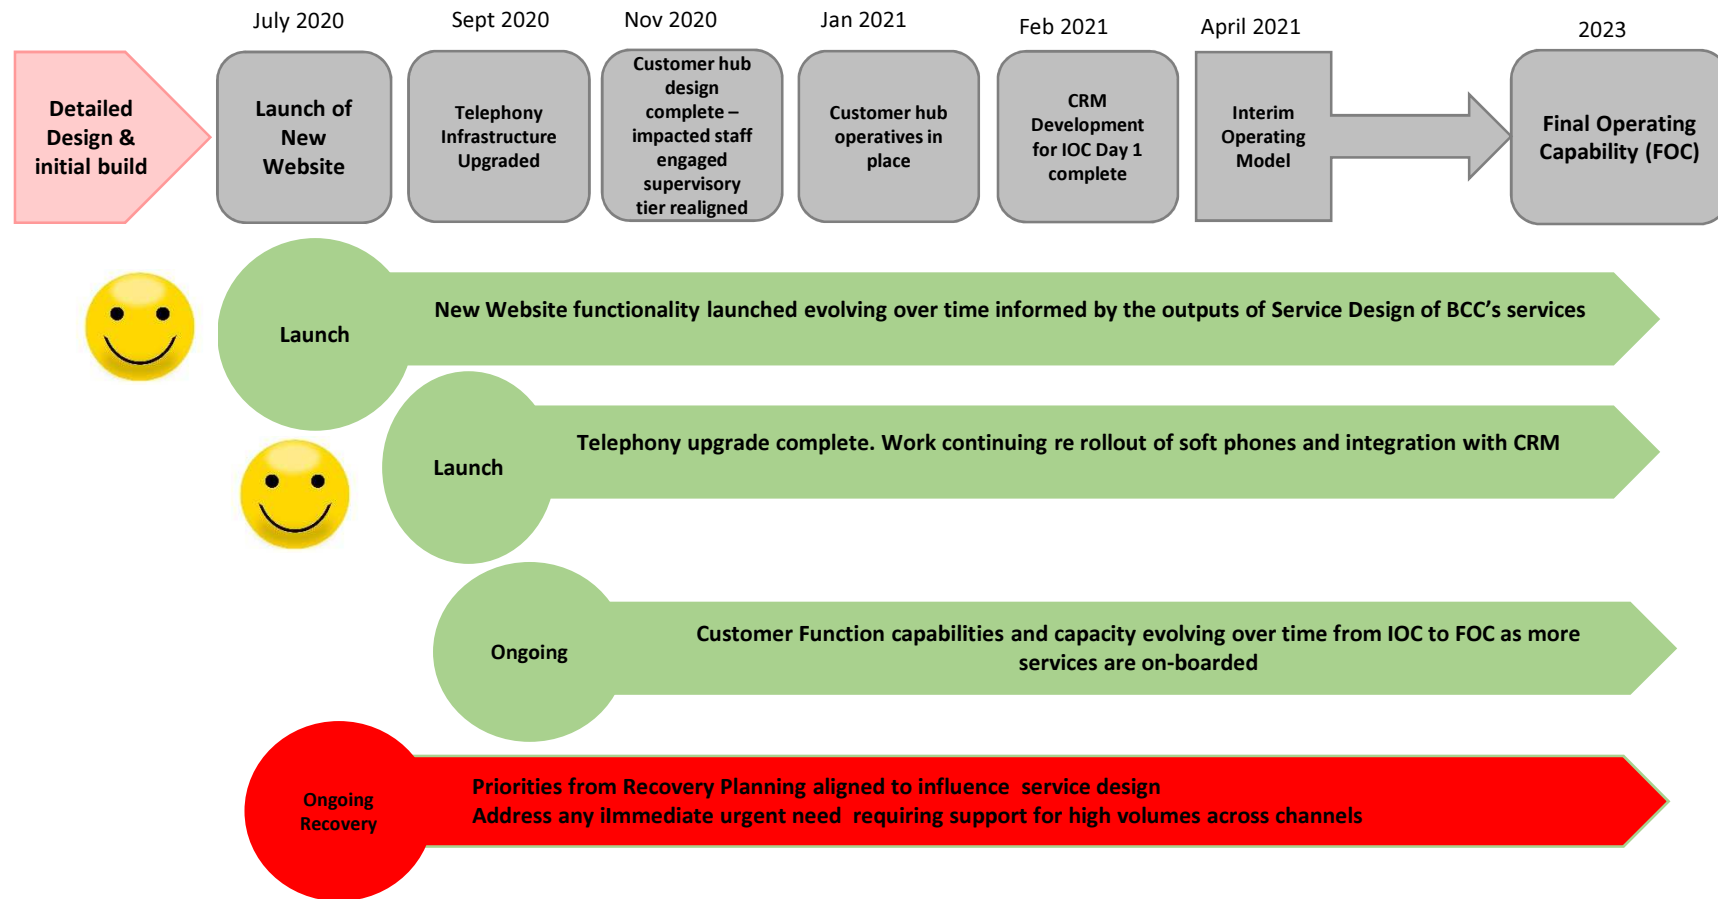 July 2020
Sept 2020
Nov 2020
Jan 2021
Feb 2021
April 2021
2023
Detailed
Design &
initial build
Launch of
New
Website
Telephony
Infrastructure
Upgraded
Customer hub
design
complete –
impacted staff
engaged
supervisory
tier realigned
Customer hub
operatives in
place
CRM
Development
for IOC Day 1
complete
Interim
Operating
Model
Final Operating
Capability (FOC)
Launch
New Website functionality launched evolving over time informed by the outputs of Service Design of BCC’s services
Launch
Telephony upgrade complete. Work continuing re rollout of soft phones and integration with CRM
Ongoing
Customer Function capabilities and capacity evolving over time from IOC to FOC as more
services are on-boarded
Ongoing
Recovery
Priorities from Recovery Planning aligned to influence service design
Address any iImmediate urgent need requiring support for high volumes across channels